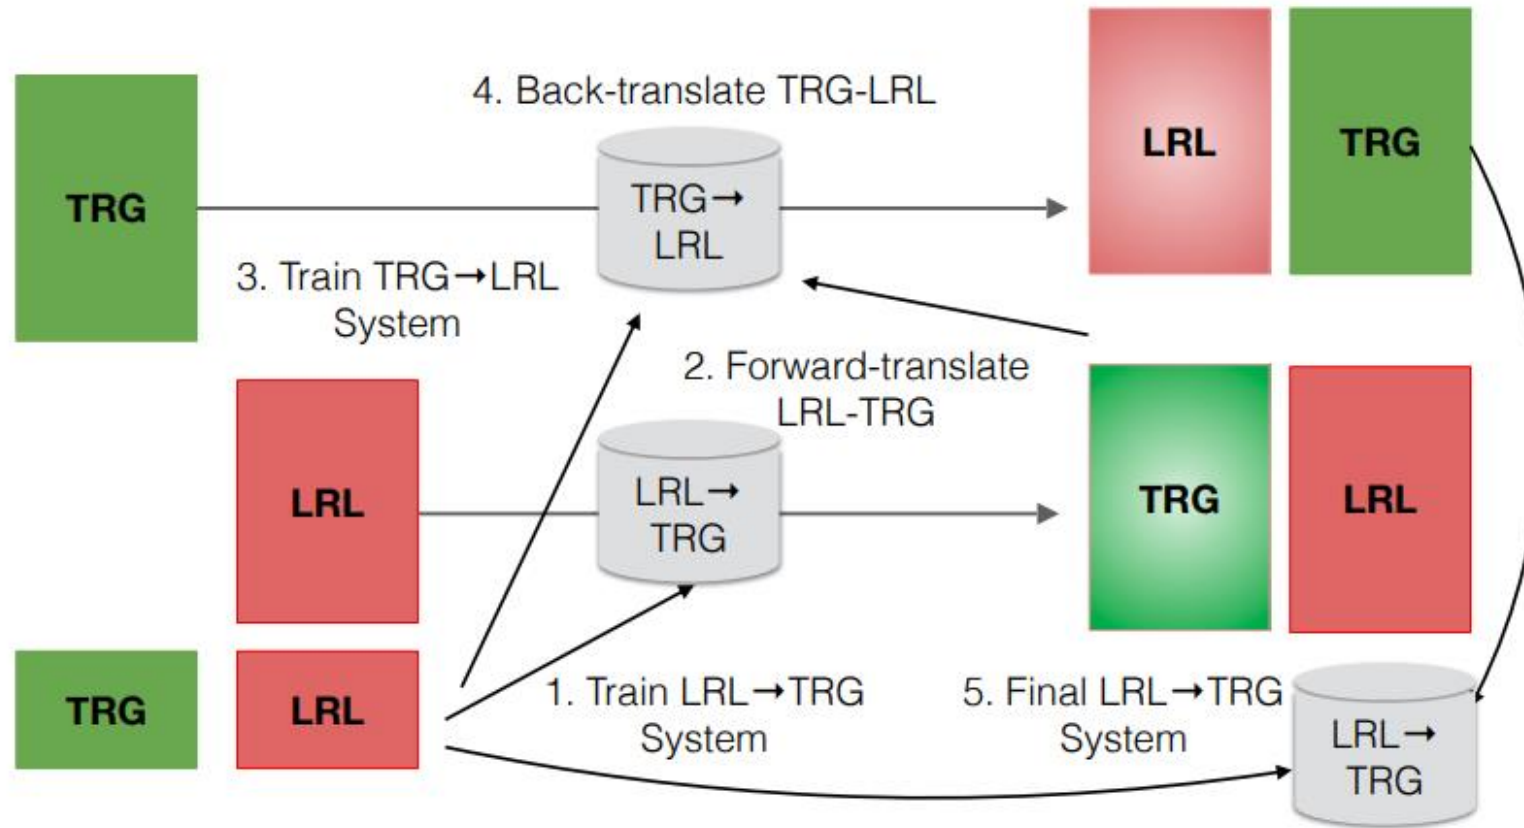 4. Back-translate TRG-LRL
LRL
TRG
TRG
TRG→
LRL
3. Train TRG→LRL
System
2. Forward-translate
LRL-TRG
LRL
LRL→
TRG
TRG
LRL
TRG
LRL
1. Train LRL→TRG
System
5. Final LRL→TRG
System
LRL→
TRG